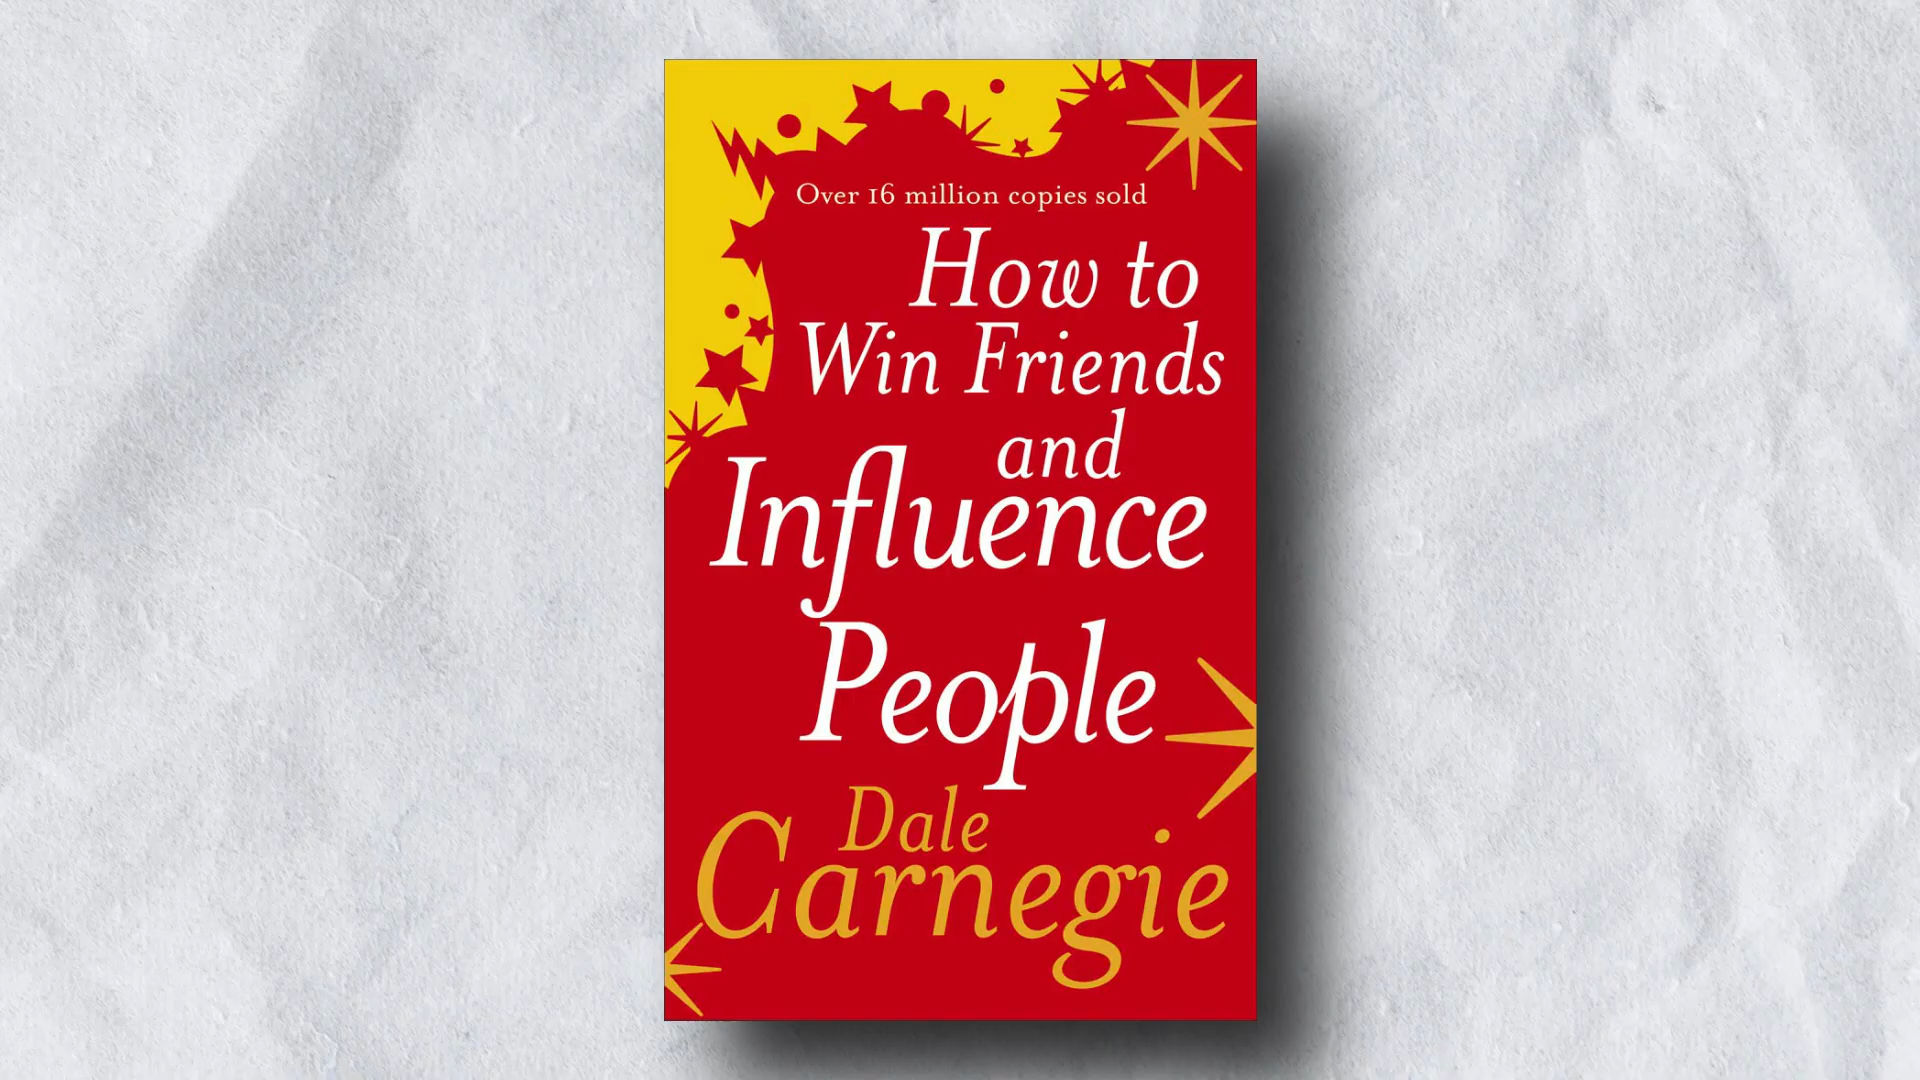 Over 16 million copies sold
How to
Win Friends
and
Influence
People
Dale
Carnegie